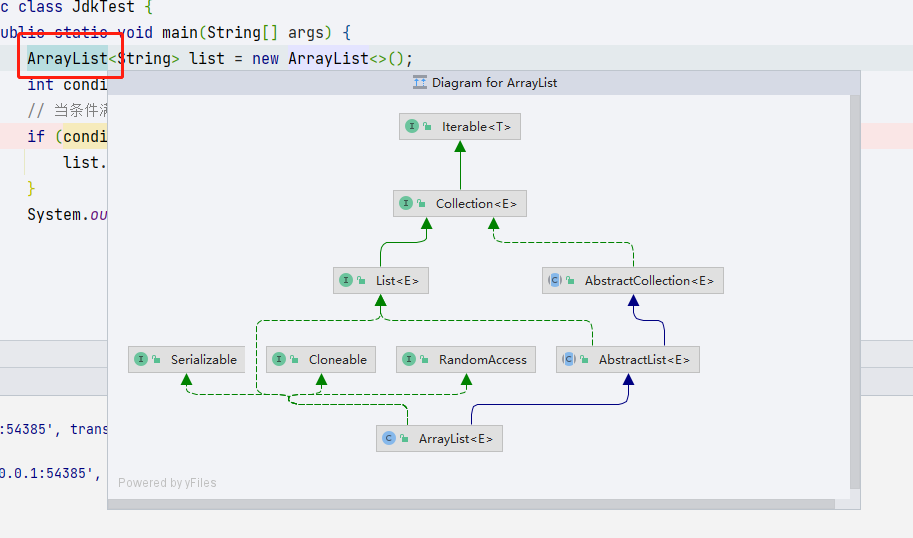 c class JdkTest {
ublic static void main(String[] args) {
ArrayList<String> list = new ArrayList<>();
int condi
// 当条件满
if (condi
list.
}
System.ou
Diagram for ArrayList
Iterable<T>
Collection<E>
List<E>
AbstractCollection<E>
Serializable
Cloneable
RandomAccess
AbstractList<E>
ArrayList<E>
Powered by yFiles
:54385', trans
0.0.1:54385',